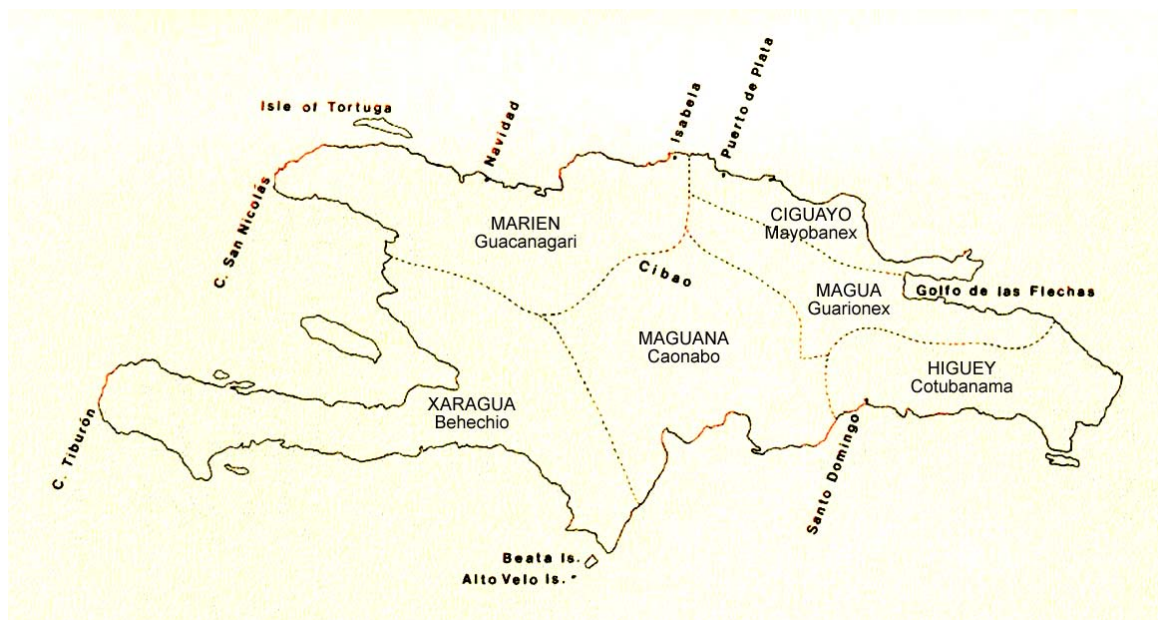 Isle of Tortuga
Navidad
Isabela
Puerto de Plata
C. San Nicolás
MARIEN
Guacanagari
CIGUAYO
Mayobanex
Cibao
MAGUA
Guarionex
Golfo de las Flechas
MAGUANA
Caonabo
HIGUEY
Cotubanama
XARAGUA
Behechio
C. Tiburón
Santo Domingo
Beata Is.
Alto Velo Is.